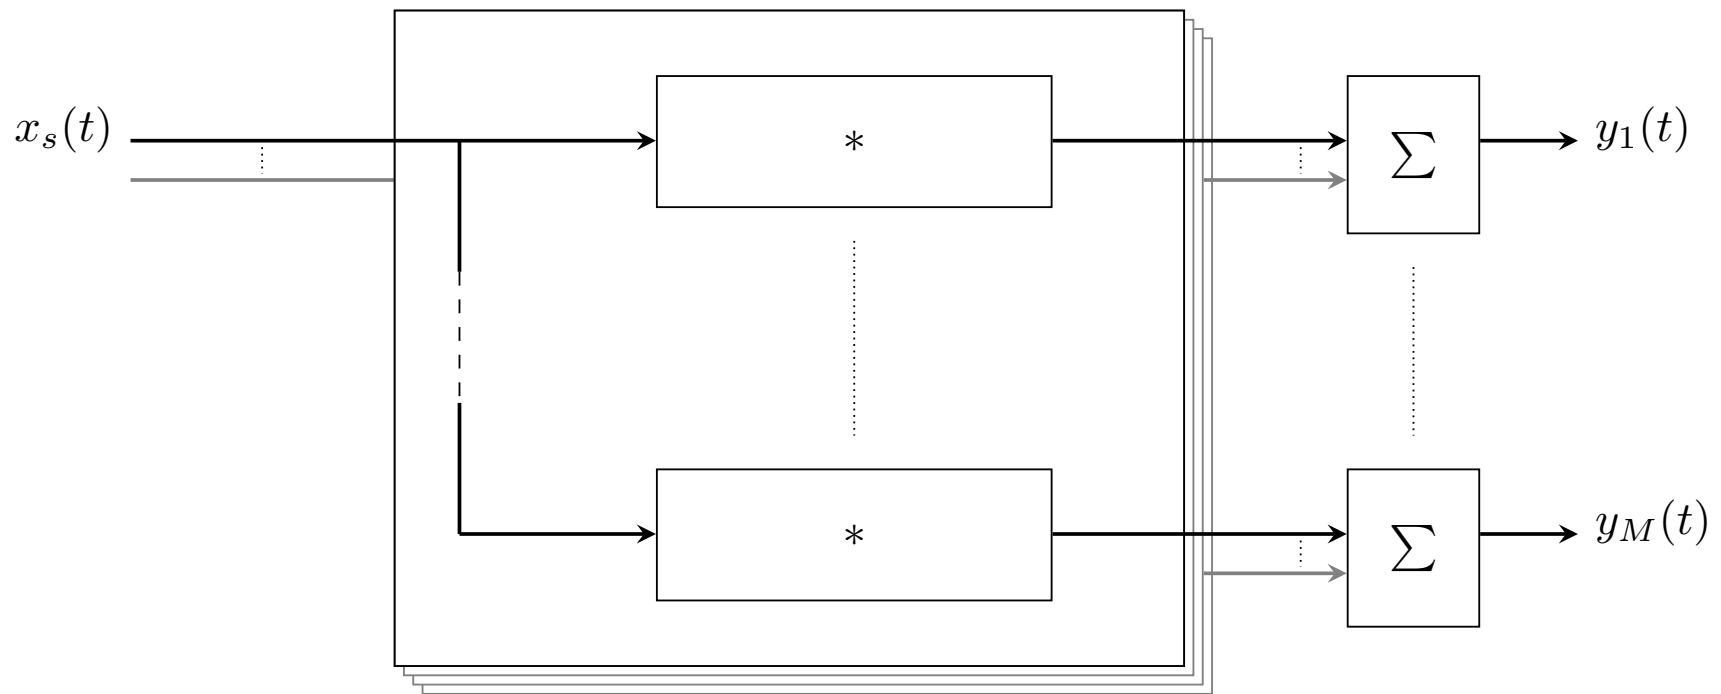 x_s(t)
*
∑
y_1(t)
*
∑
y_M(t)